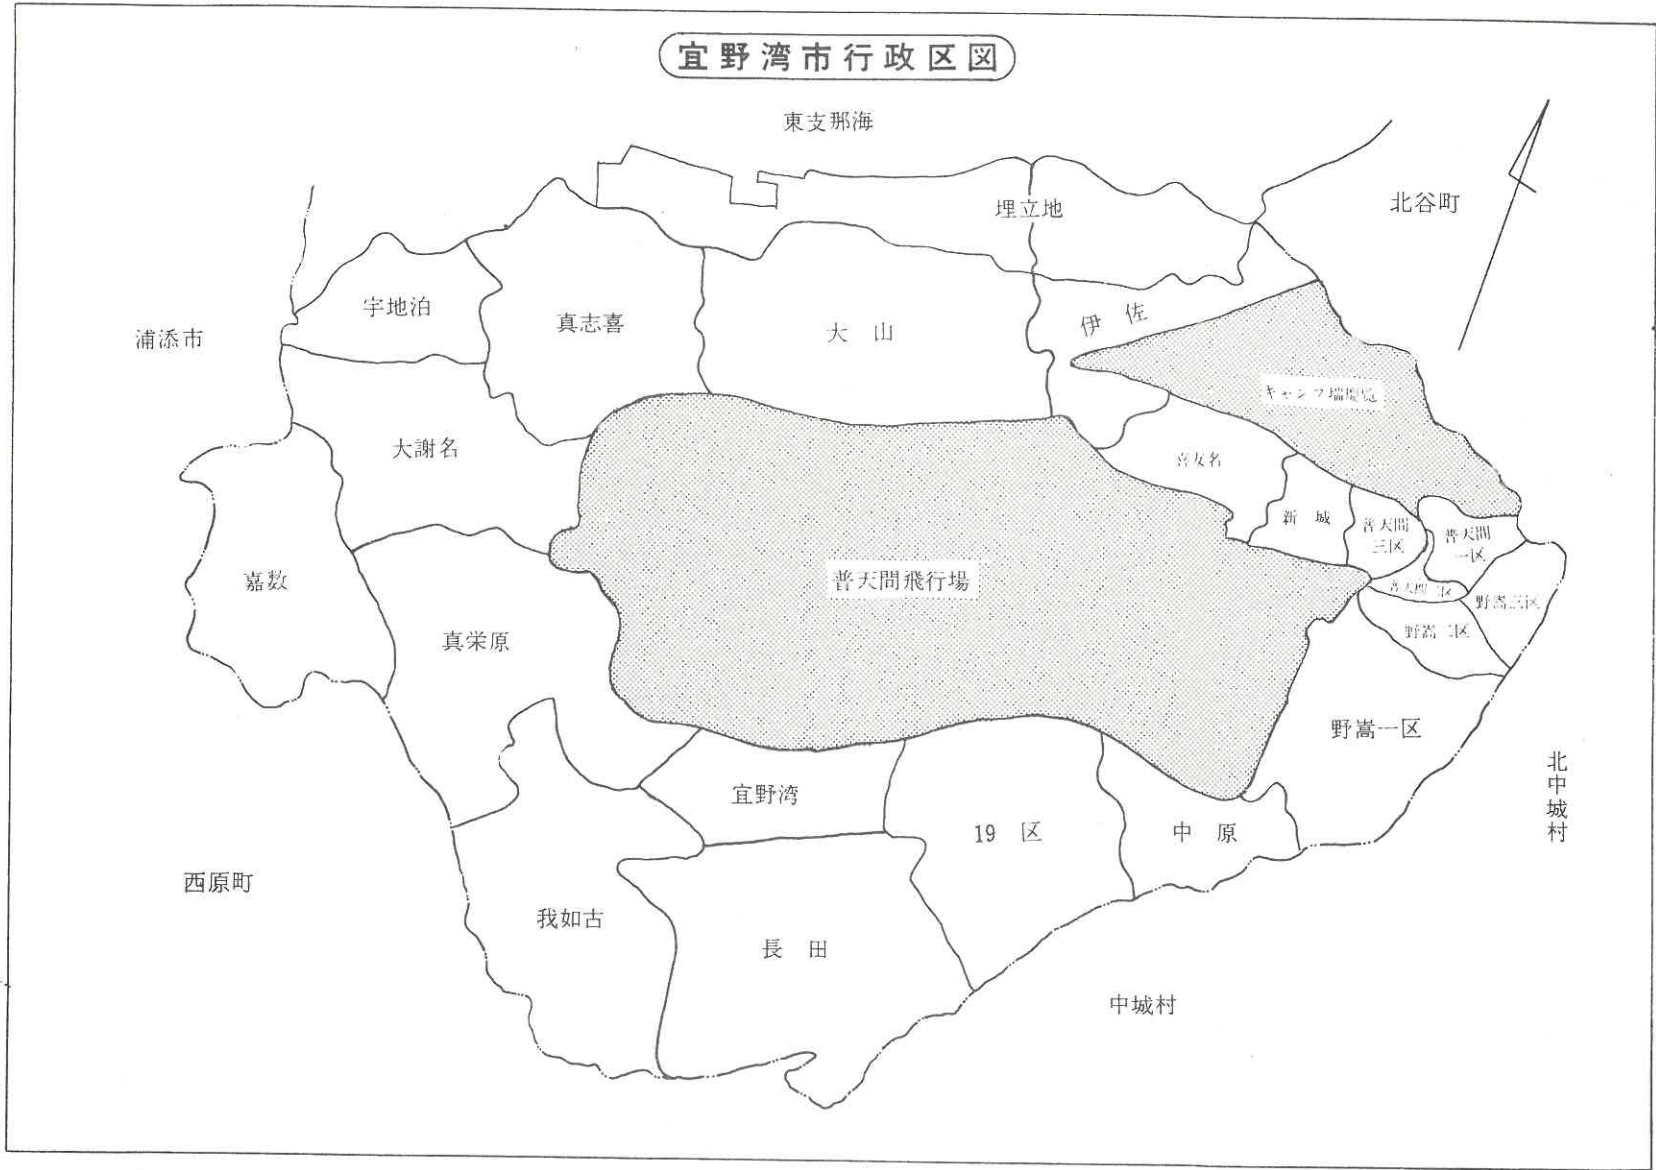 宜野湾市行政区図
東支那海
埋立地
北谷町
宇地泊
真志喜
大山
伊佐
浦添市
キャンプ瑞慶覧
大謝名
喜友名
新城
普天間
三区
普天間
一区
嘉数
普天間飛行場
普天間二区
野嵩三区
真栄原
野嵩二区
野嵩一区
北中城村
宜野湾
19区
中原
西原町
我如古
長田
中城村